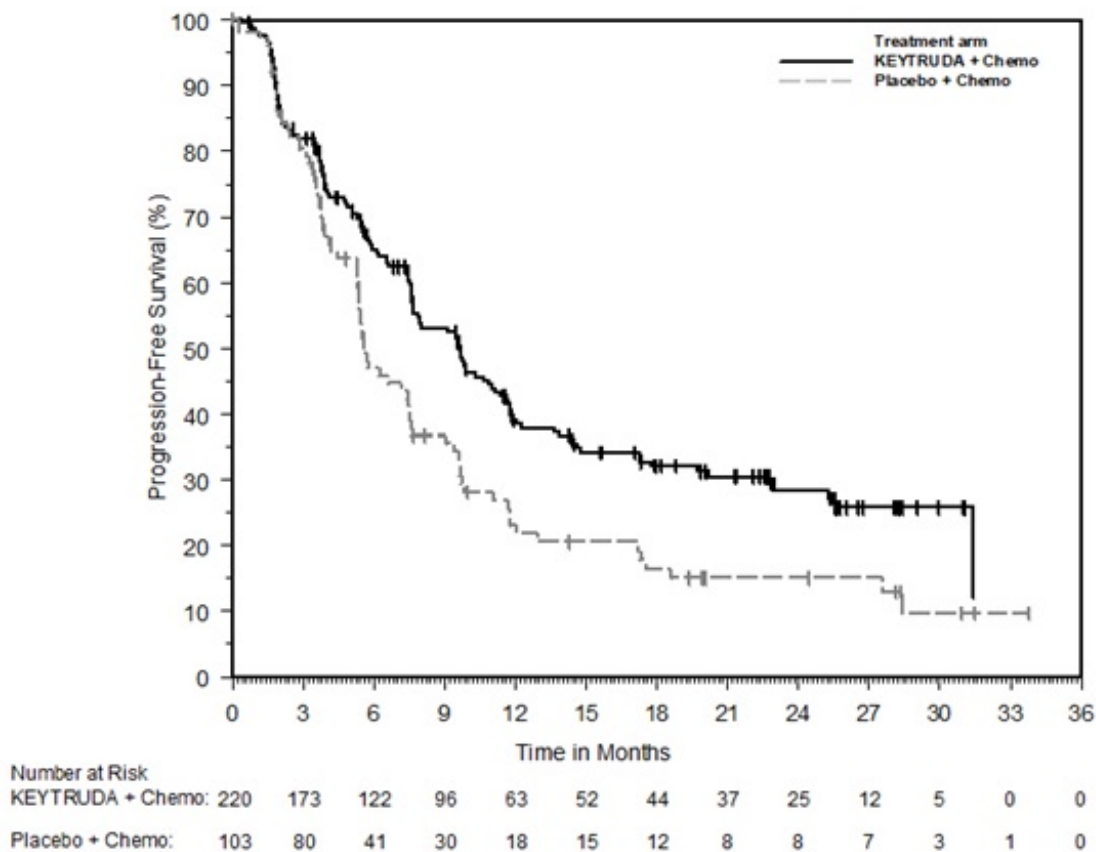 Treatment arm
KEYTRUDA + Chemo
Placebo + Chemo
Progression-Free Survival (%)
100
90
80
70
60
50
40
30
20
10
0
0 3 6 9 12 15 18 21 24 27 30 33 36
Time in Months
Number at Risk
KEYTRUDA + Chemo: 220 173 122 96 63 52 44 37 25 12 5 0 0
Placebo + Chemo: 103 80 41 30 18 15 12 8 8 7 3 1 0